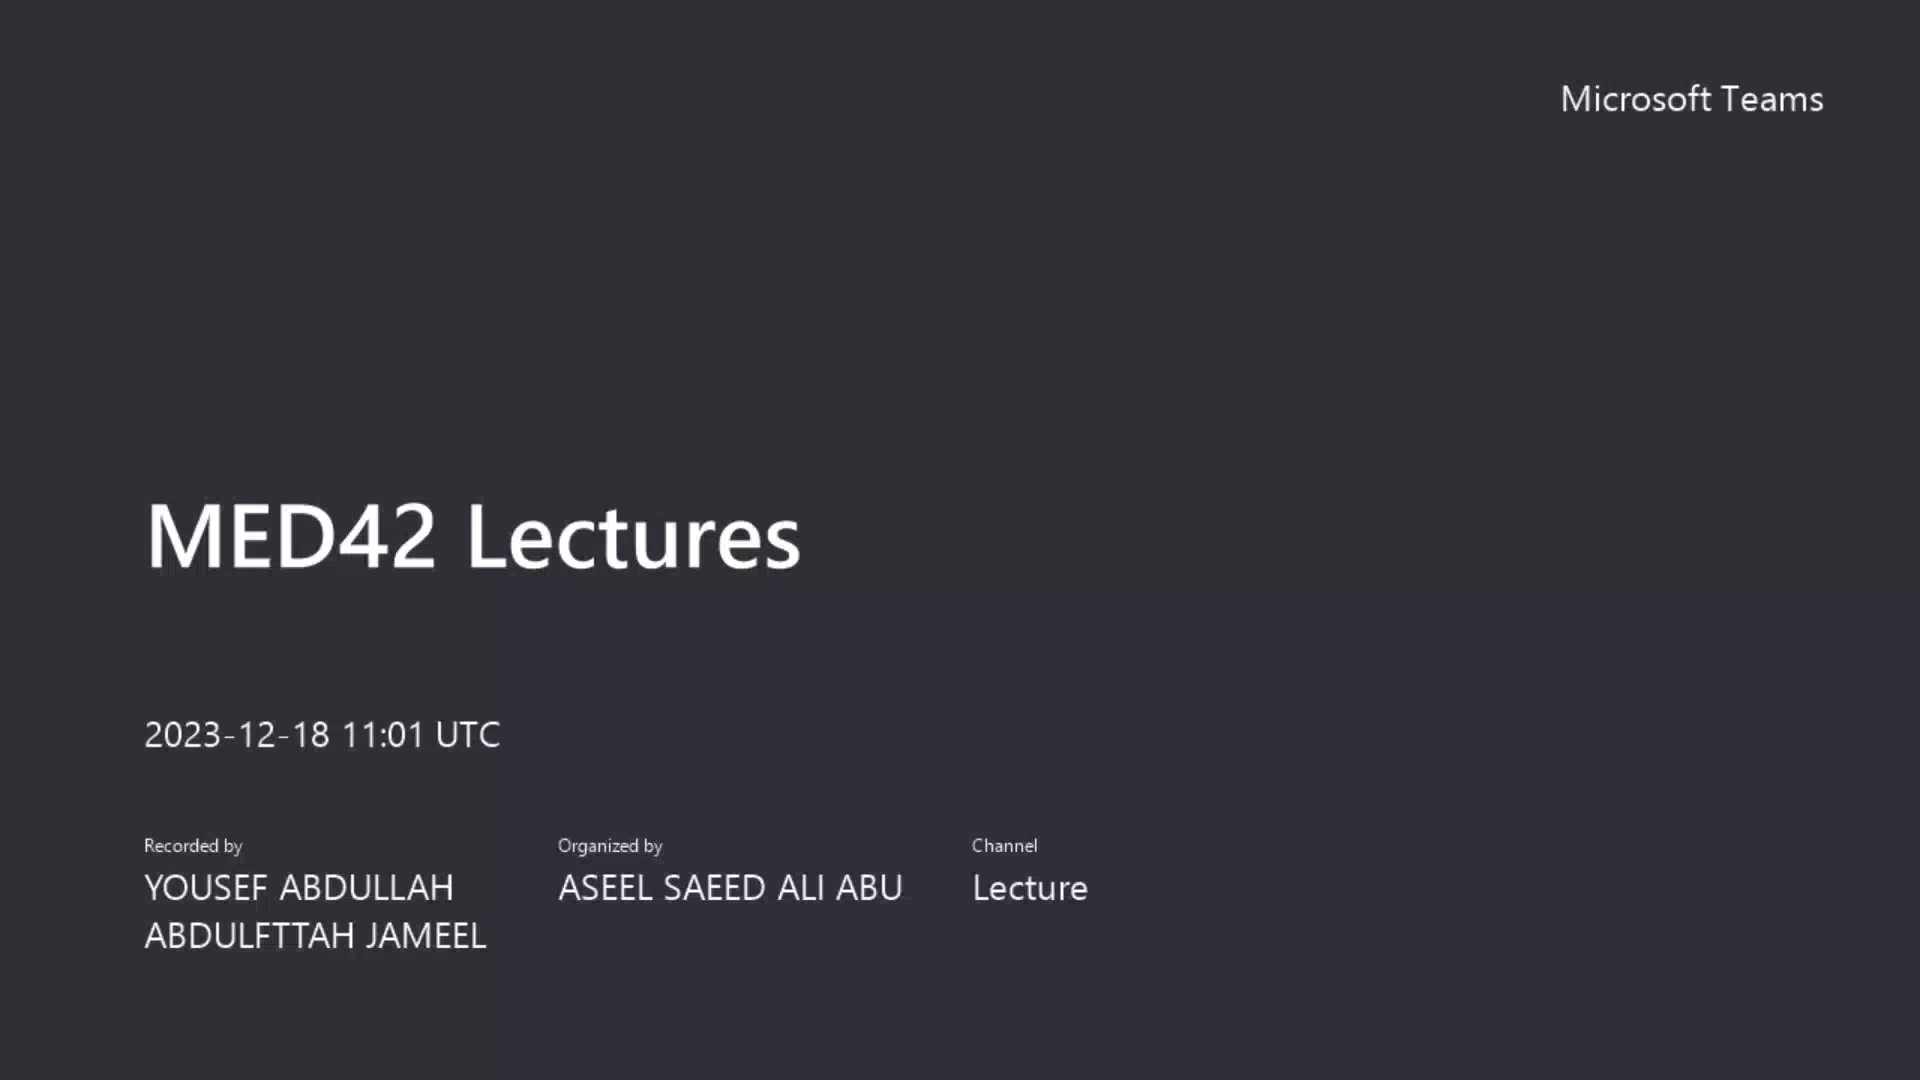 Microsoft Teams
MED42 Lectures
2023-12-18 11:01 UTC
Recorded by
YOUSEF ABDULLAH
ABDULFTTAH JAMEEL
Organized by
ASEEL SAEED ALI ABU
Channel
Lecture